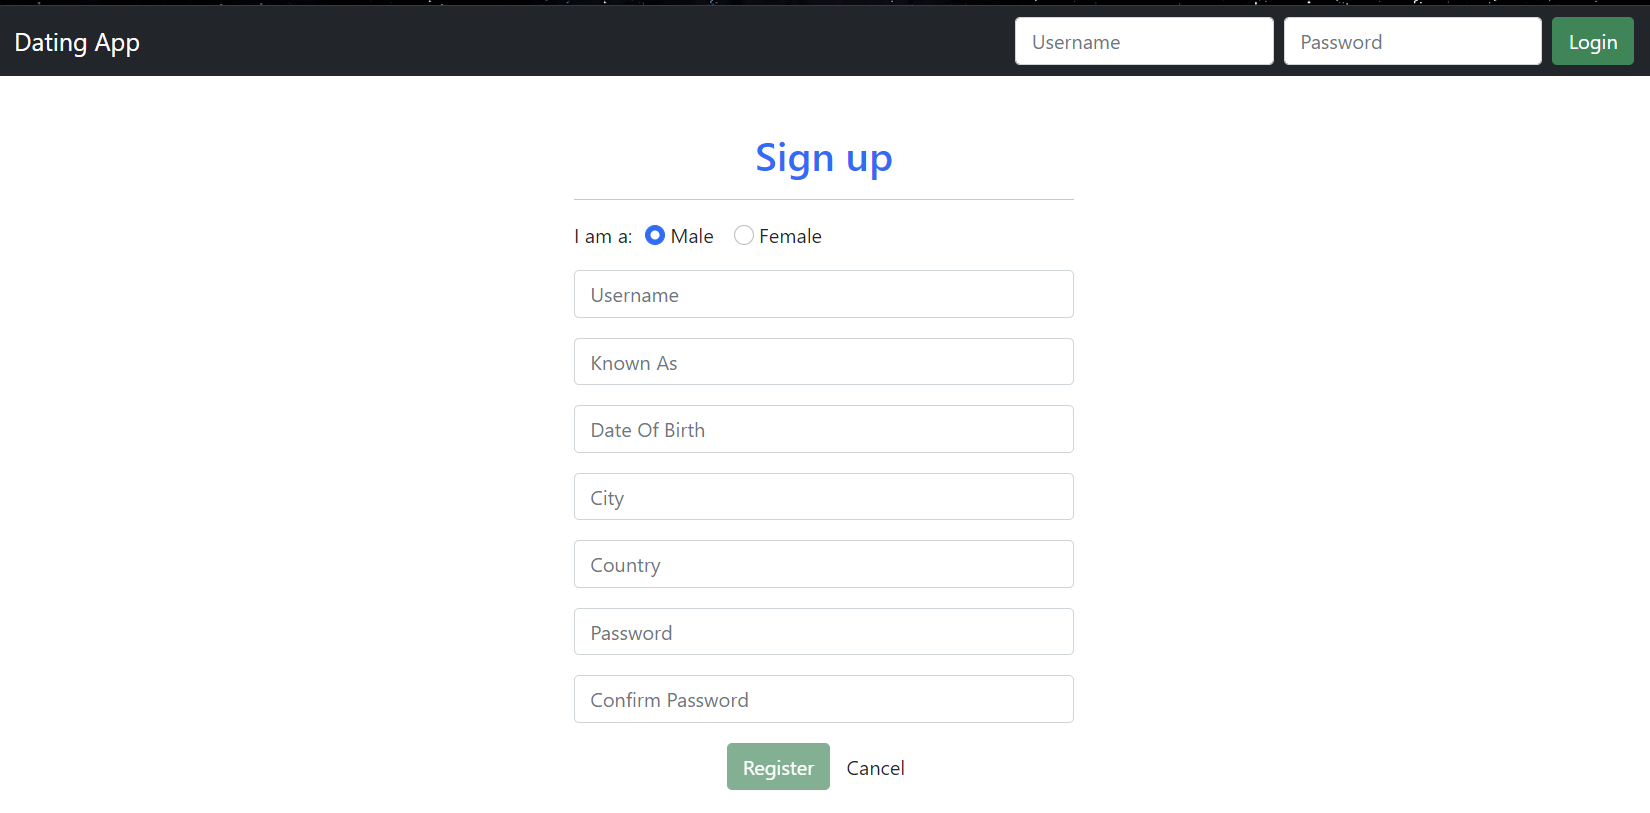 Dating App Username Password Login
Sign up
I am a: Male Female
Username
Known As
Date Of Birth
City
Country
Password
Confirm Password
Register Cancel